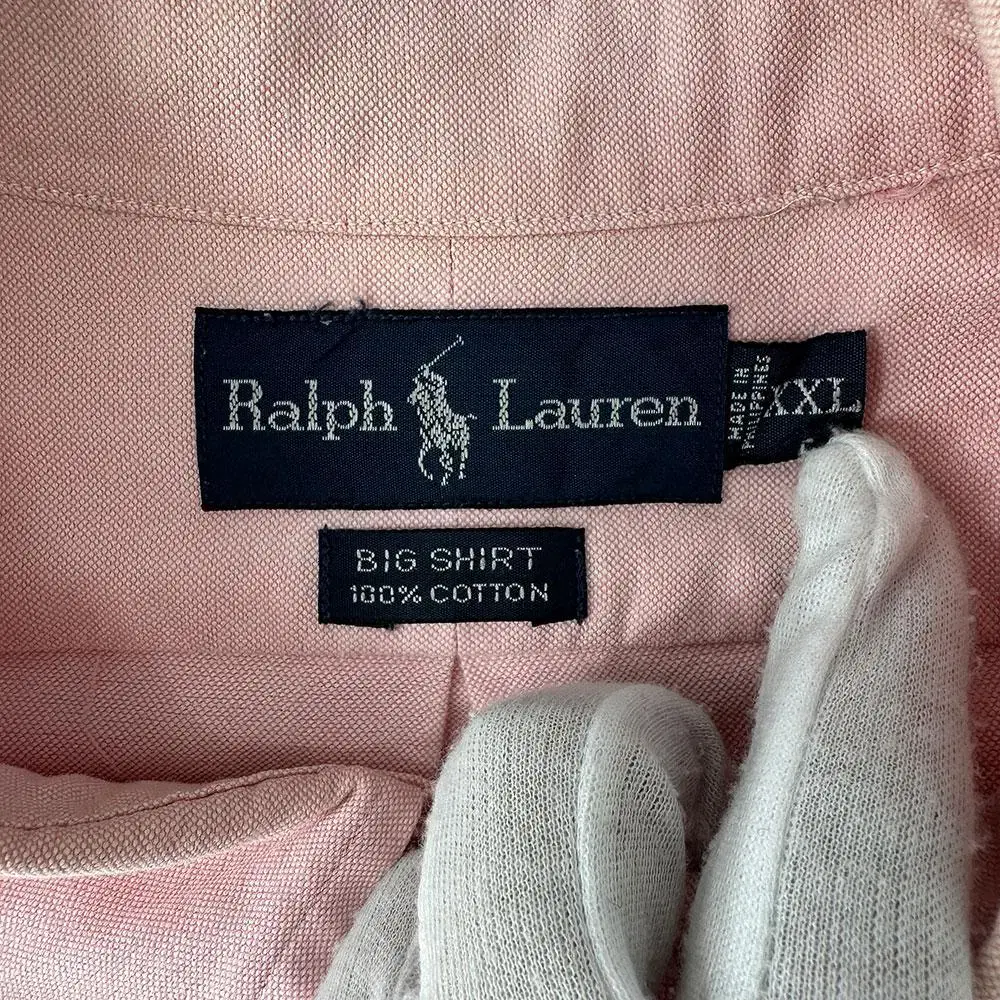 Ralph Lauren
MADE IN
PHILIPPINES
XXL
BIG SHIRT
100% COTTON